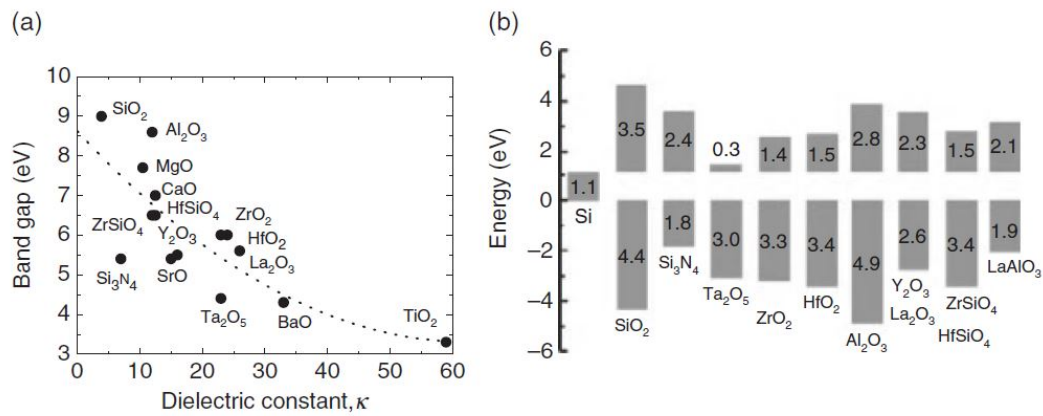 (a)
Band gap (eV)
10
9
8
7
6
5
4
3
SiO₂
Al₂O₃
MgO
CaO
ZrSiO₄
HfSiO₄
ZrO₂
Y₂O₃
HfO₂
La₂O₃
Si₃N₄
SrO
Ta₂O₅
BaO
TiO₂
0
10
20
30
40
50
60
Dielectric constant,κ
(b)
Energy (eV)
6
4
2
0
−2
−4
−6
3.5
2.4
0.3
1.4
1.5
2.8
2.3
1.5
2.1
1.1
Si
4.4
1.8
3.0
3.3
3.4
4.9
2.6
3.4
1.9
SiO₂
Si₃N₄
Ta₂O₅
ZrO₂
HfO₂
Al₂O₃
Y₂O₃
La₂O₃
ZrSiO₄
HfSiO₄
LaAlO₃